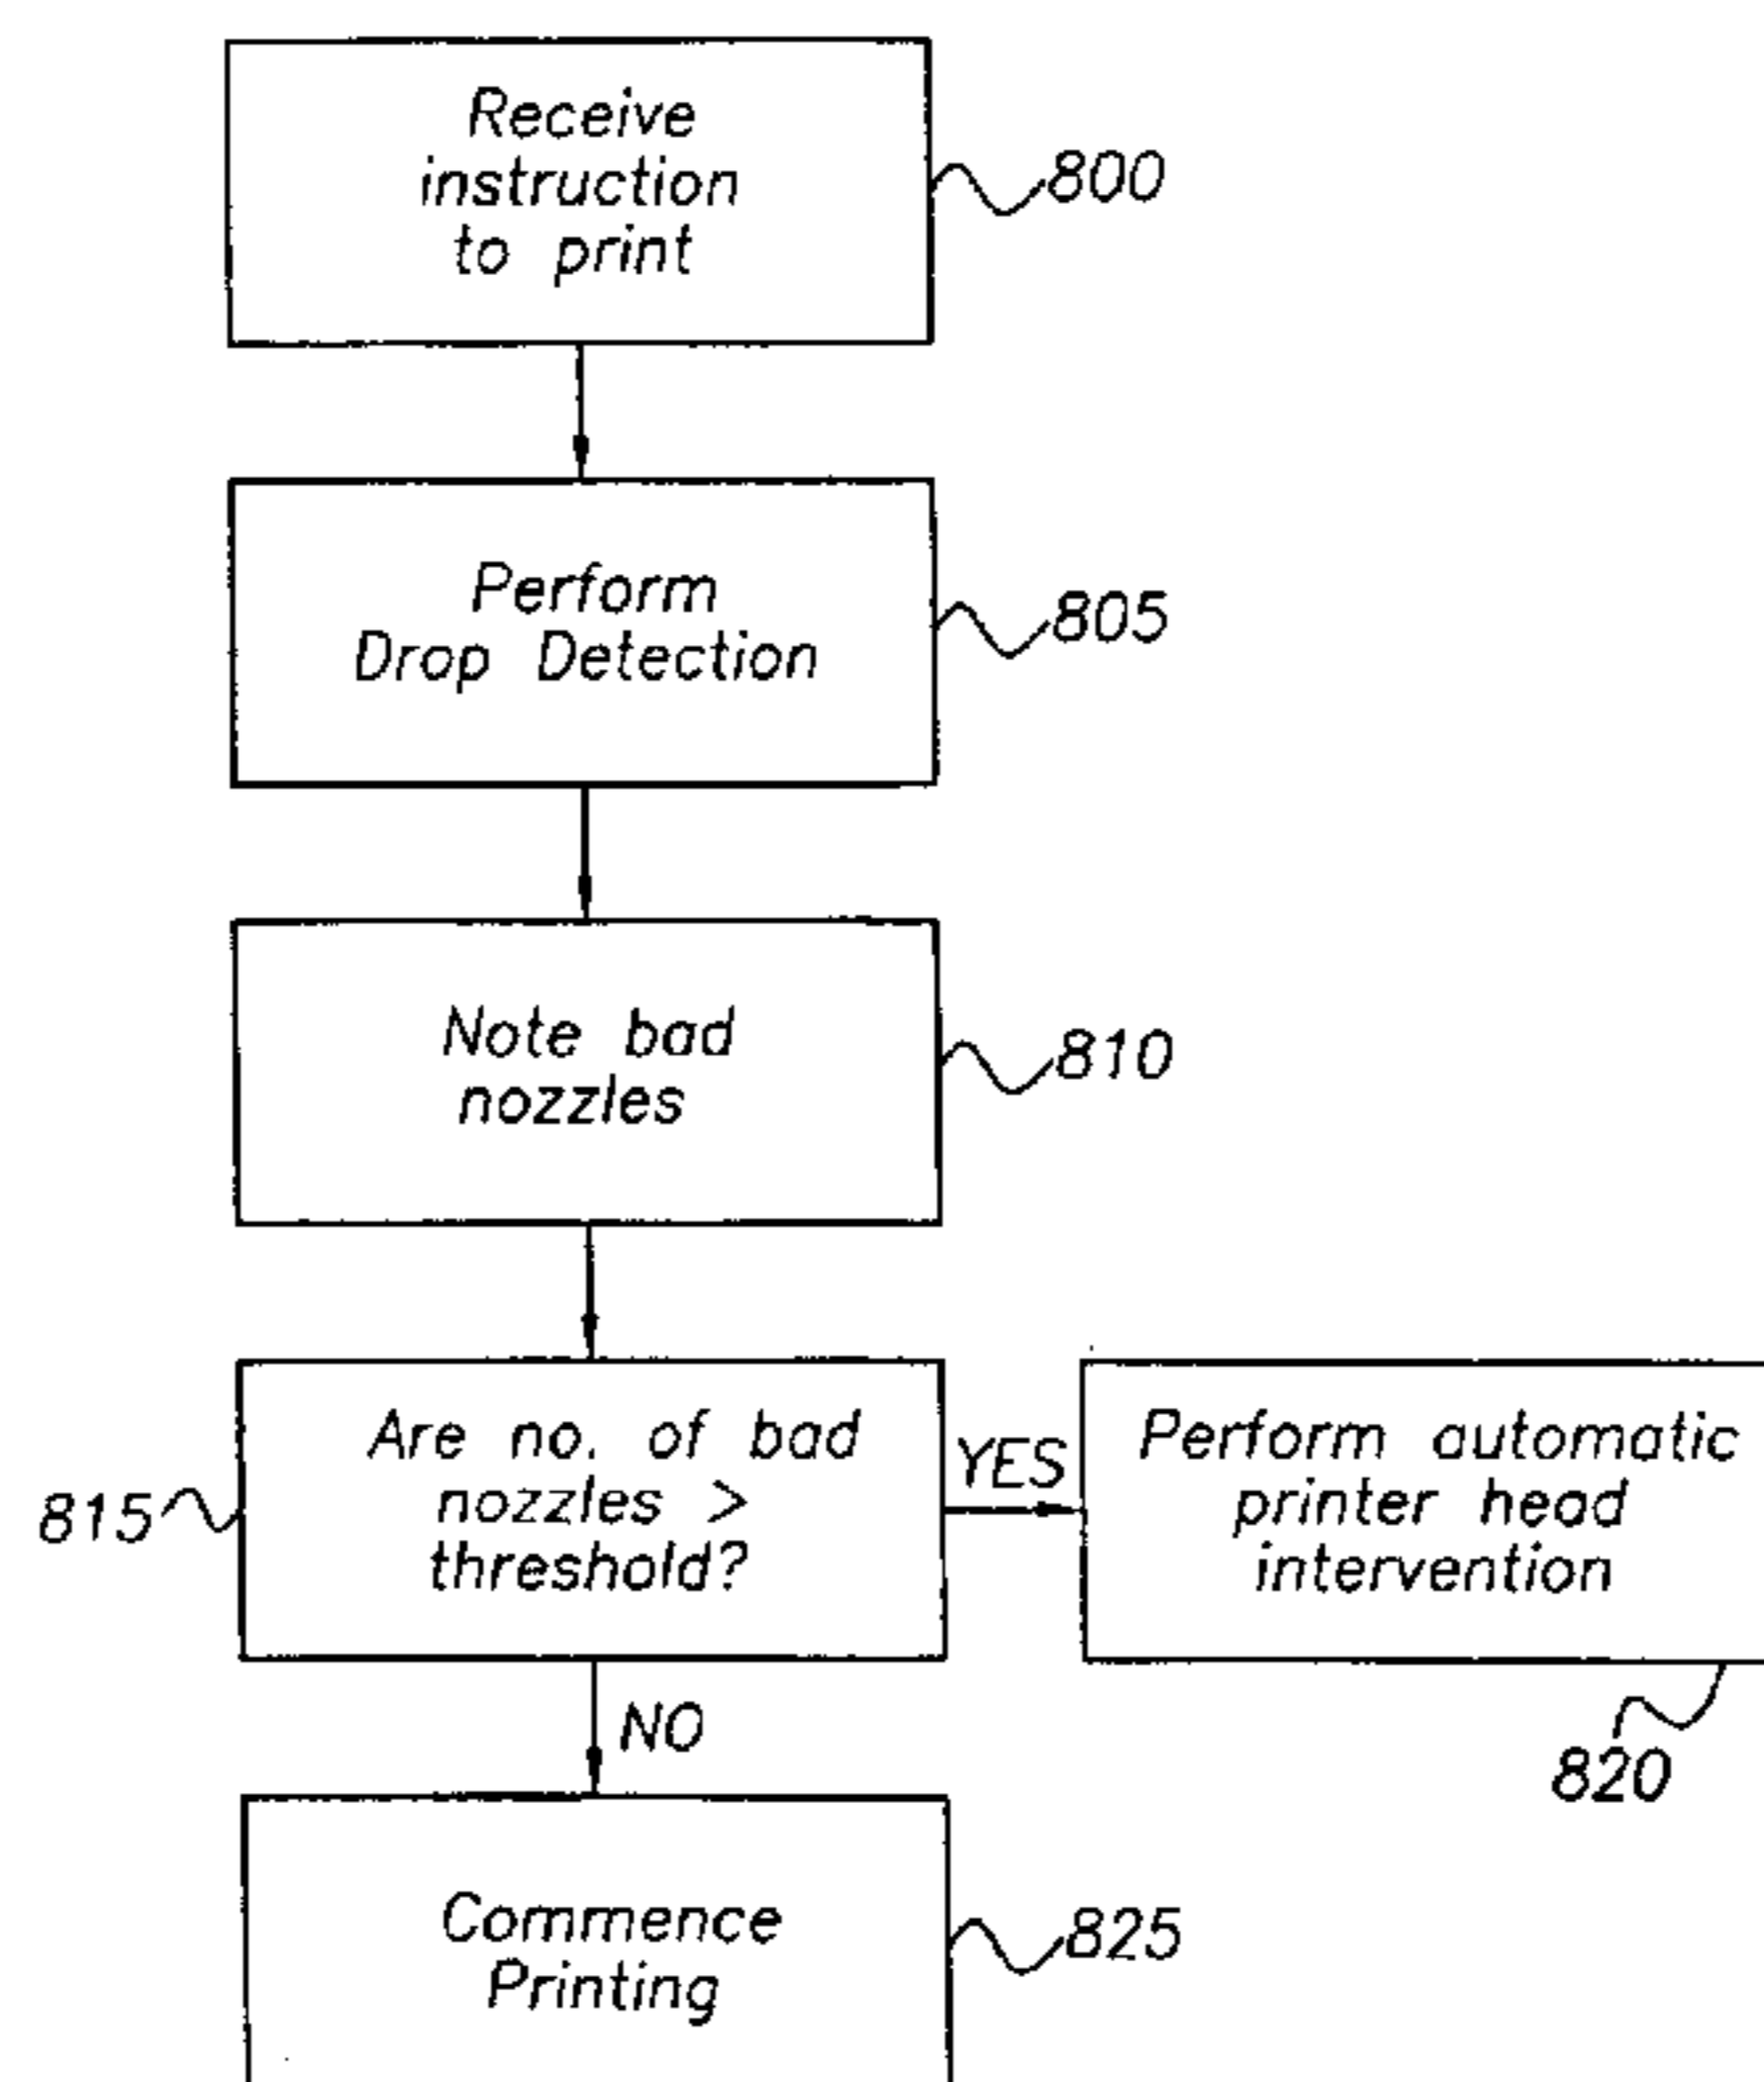 Receive
instruction
to print
800
Perform
Drop Detection
805
Note bad
nozzles
810
Are no. of bad
nozzles >
threshold?
815
YES
Perform automatic
printer head
intervention
820
NO
Commence
Printing
825